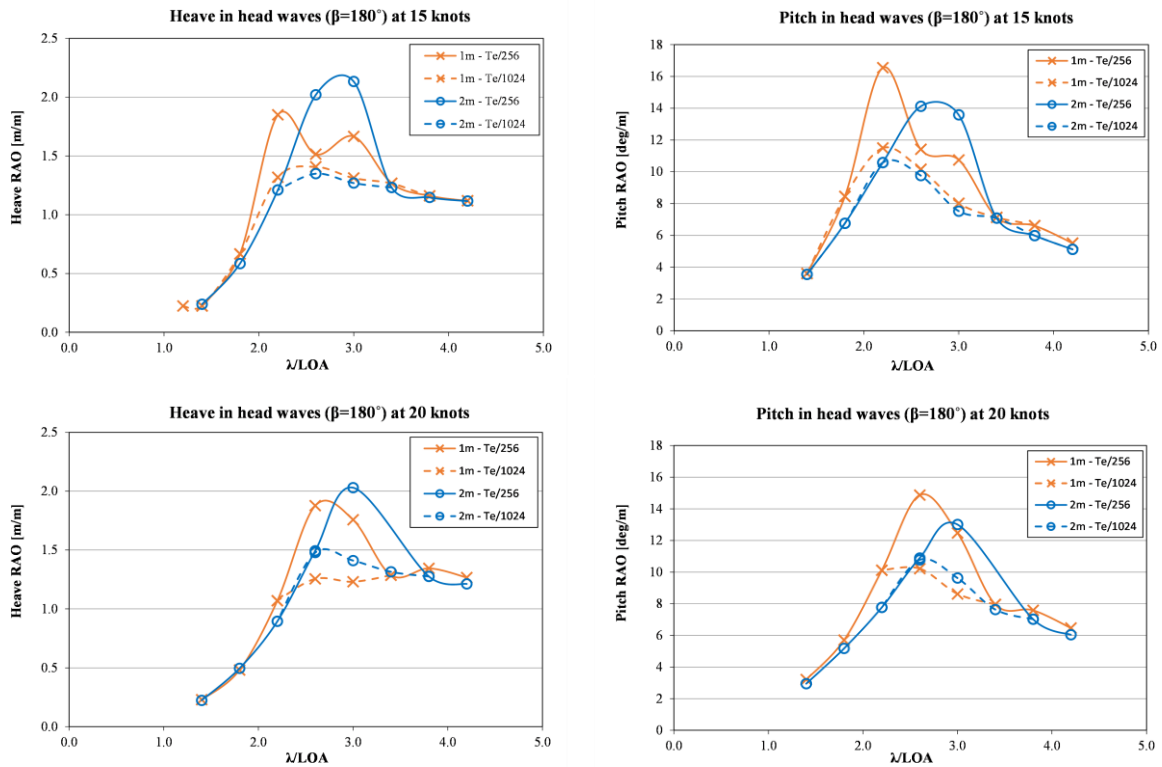 Heave in head waves (β=180˚) at 15 knots
Heave RAO [m/m]
2.5
2.0
1.5
1.0
0.5
0.0
0.0 1.0 2.0 3.0 4.0 5.0
λ/LOA
1m - Te/256
1m - Te/1024
2m - Te/256
2m - Te/1024
Pitch in head waves (β=180˚) at 15 knots
Pitch RAO [deg/m]
18
16
14
12
10
8
6
4
2
0
0.0 1.0 2.0 3.0 4.0 5.0
λ/LOA
1m - Te/256
1m - Te/1024
2m - Te/256
2m - Te/1024
Heave in head waves (β=180˚) at 20 knots
Heave RAO [m/m]
2.5
2.0
1.5
1.0
0.5
0.0
0.0 1.0 2.0 3.0 4.0 5.0
λ/LOA
1m - Te/256
1m - Te/1024
2m - Te/256
2m - Te/1024
Pitch in head waves (β=180˚) at 20 knots
Pitch RAO [deg/m]
18
16
14
12
10
8
6
4
2
0
0.0 1.0 2.0 3.0 4.0 5.0
λ/LOA
1m - Te/256
1m - Te/1024
2m - Te/256
2m - Te/1024